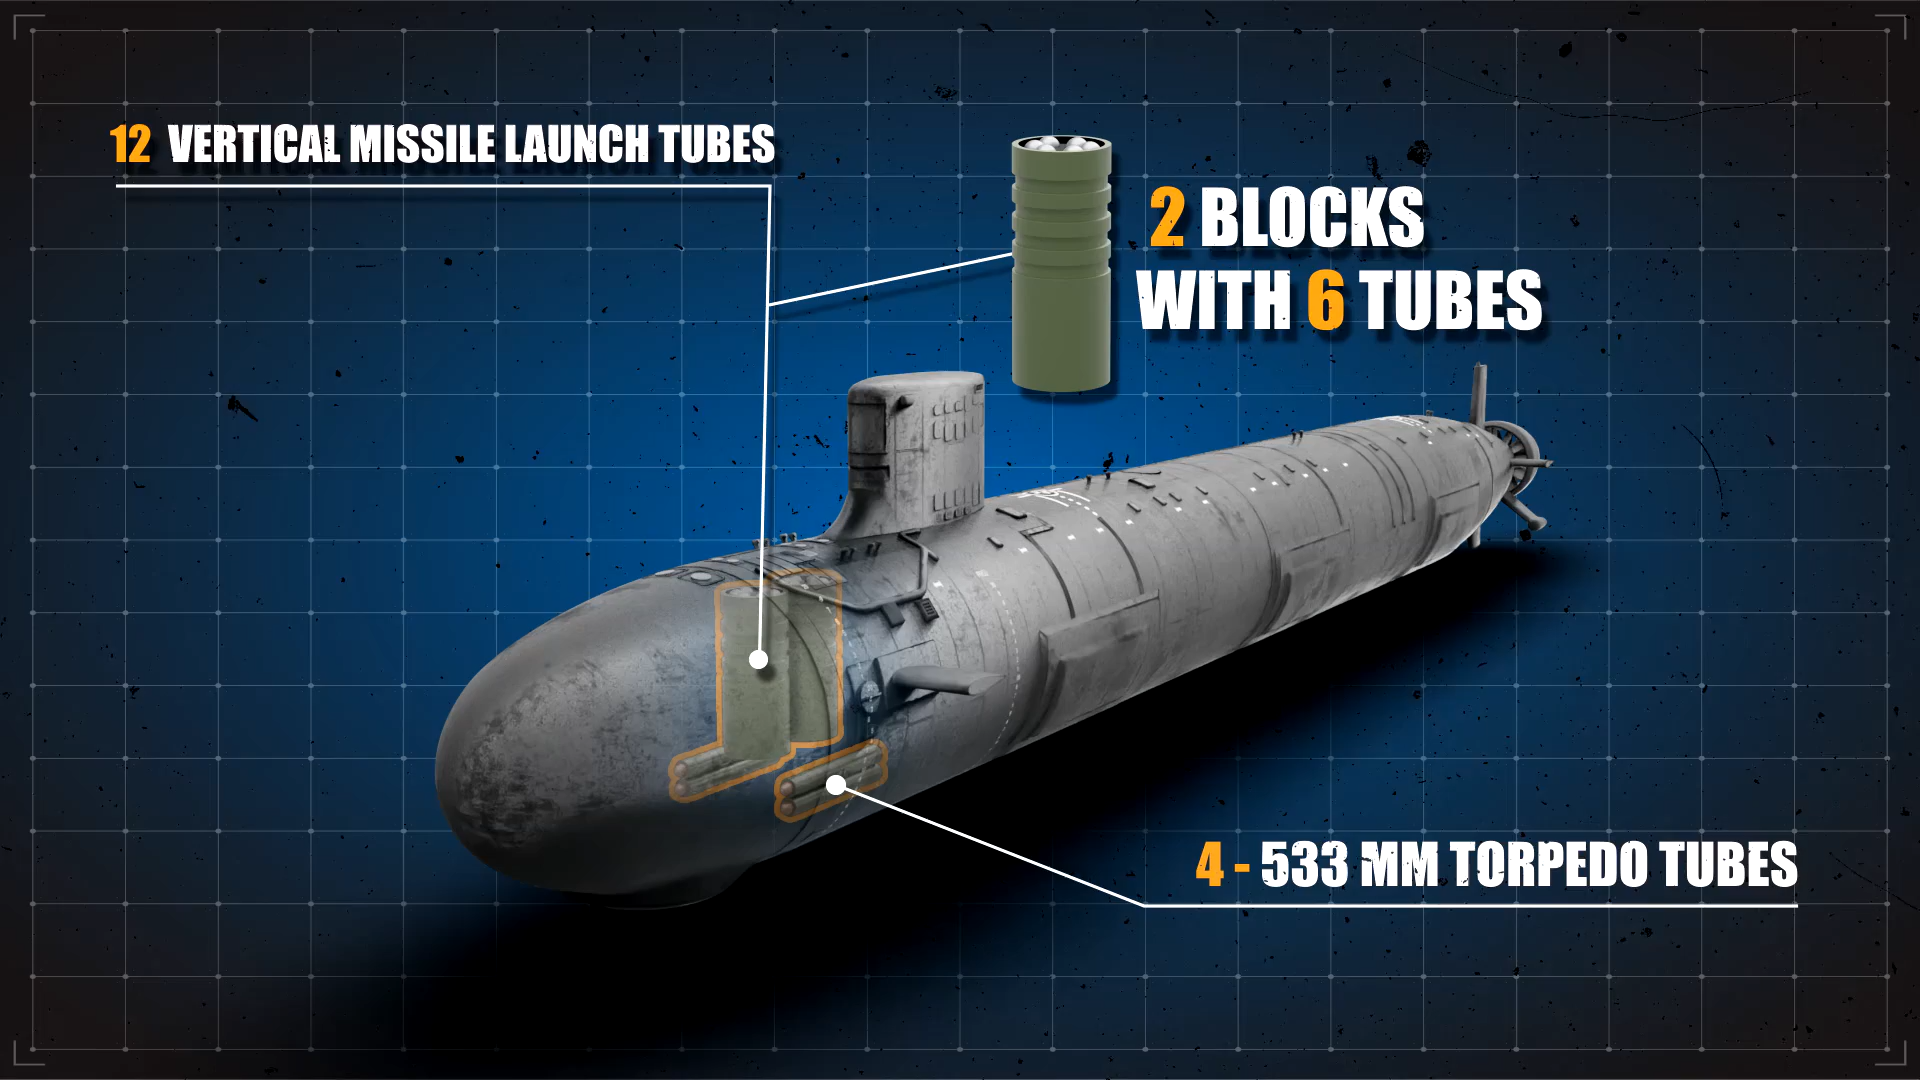 12 VERTICAL MISSILE LAUNCH TUBES
2 BLOCKS
WITH 6 TUBES
4 - 533 MM TORPEDO TUBES